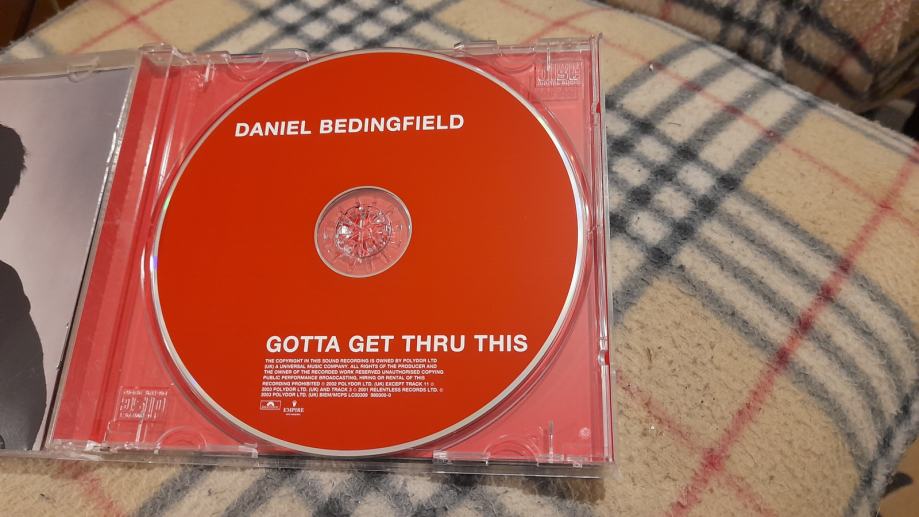 DANIEL BEDINGFIELD
GOTTA GET THRU THIS
THE COPYRIGHT IN THIS SOUND RECORDING IS OWNED BY POLYDOR LTD
(UK) A UNIVERSAL MUSIC COMPANY. ALL RIGHTS OF THE PRODUCER AND
THE OWNER OF THE RECORDED WORK RESERVED UNAUTHORISED COPYING
PUBLIC PERFORMANCE BROADCASTING, HIRING OR RENTAL OF THIS
RECORDING PROHIBITED ℗ 2002 POLYDOR LTD. (UK) EXCEPT TRACK 11 ℗
2003 POLYDOR LTD. (UK) AND TRACK 3 ℗ 2001 RELENTLESS RECORDS LTD. ©
2003 POLYDOR LTD. (UK) BIEM/MCPS LC00309
EMPIRE